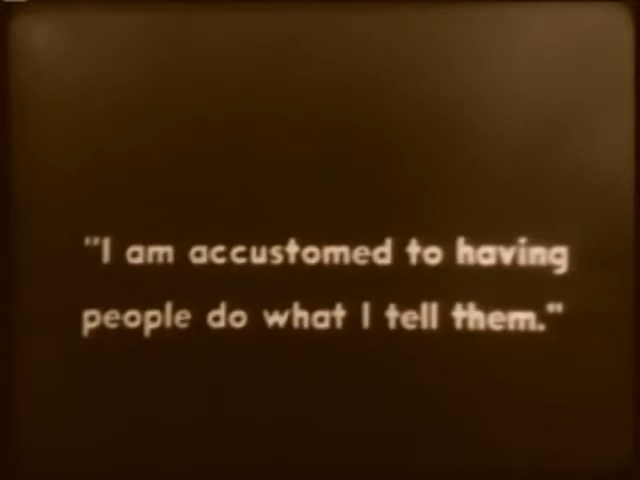 "I am accustomed to having
people do what I tell them."